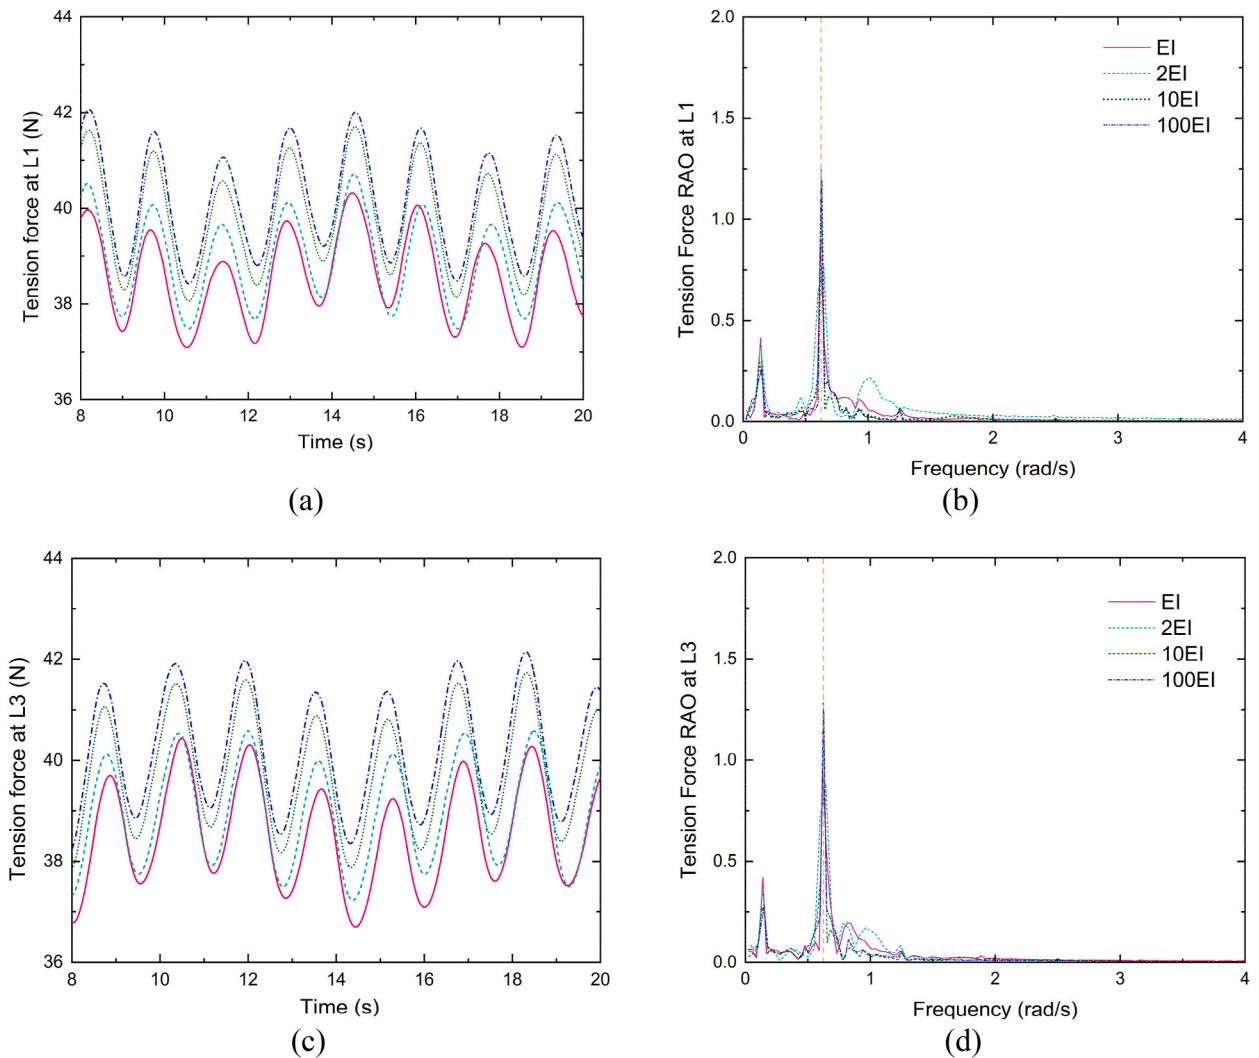 44
42
40
38
36
8
10
12
14
16
18
20
Tension force at L1 (N)
Time (s)
(a)
2.0
1.5
1.0
0.5
0.0
0
1
2
3
4
Tension Force RAO at L1
Frequency (rad/s)
EI
2EI
10EI
100EI
(b)
44
42
40
38
36
8
10
12
14
16
18
20
Tension force at L3 (N)
Time (s)
(c)
2.0
1.5
1.0
0.5
0.0
0
1
2
3
4
Tension Force RAO at L3
Frequency (rad/s)
EI
2EI
10EI
100EI
(d)